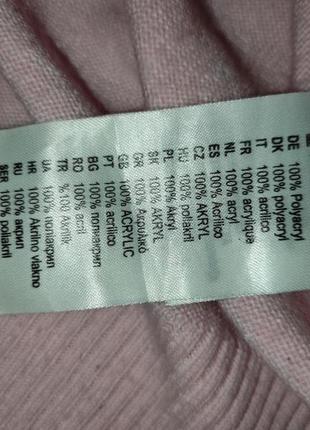 DE 100% Polyacryl
DK 100% polyacryl
IT 100% acrilico
FR 100% acrylique
NL 100% acryl
ES 100% acrílico
CZ 100% AKRYL
HU 100% poliakril
PL 100% Akryl
SK 100% AKRYL
GR 100% Ακρυλικό
GB 100% ACRYLIC
PT 100% acrílico
BG 100% полиакрил
RO 100% acril
TR % 100 Akrilik
UA 100% поліакрил
HR 100% Akrilno vlakno
RU 100% акрил
SER 100% poliakril